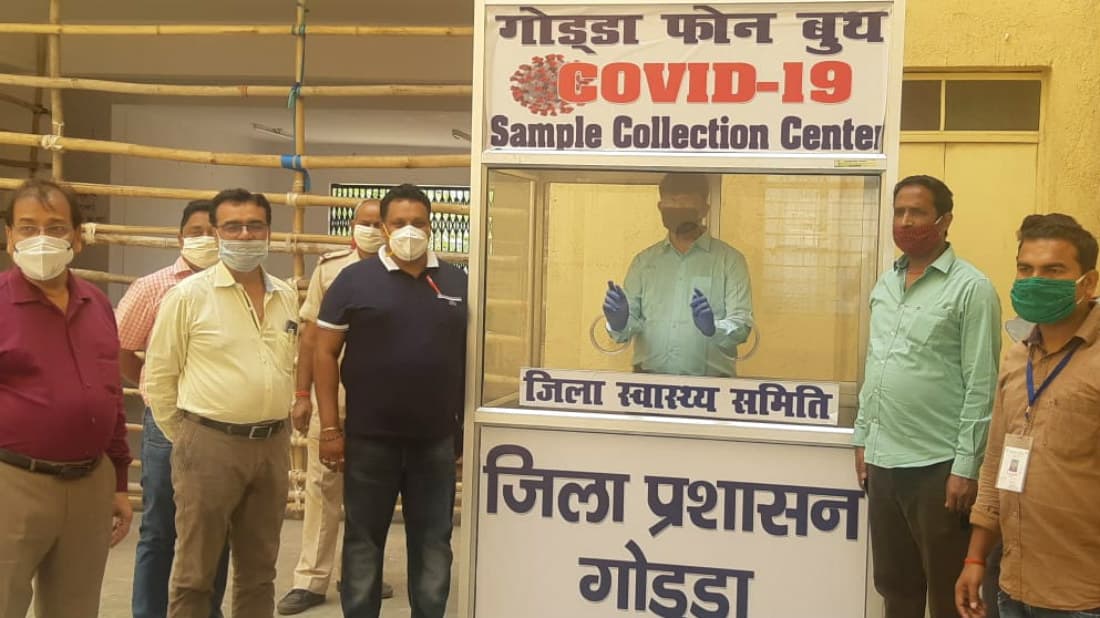 गोड्डा फोन बुथ
COVID-19
Sample Collection Center
जिला स्वास्थ्य समिति
जिला प्रशासन
गोड्डा